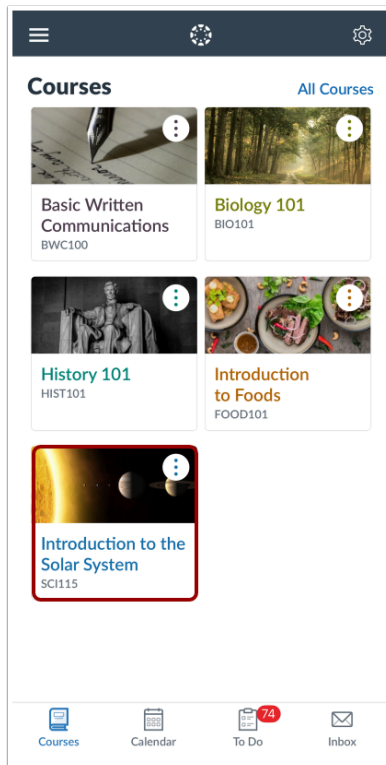 Courses
All Courses
Basic Written
Communications
BWC100
Biology 101
BIO101
History 101
HIST101
Introduction
to Foods
FOOD101
Introduction to the
Solar System
SCI115
74
Courses
Calendar
To Do
Inbox